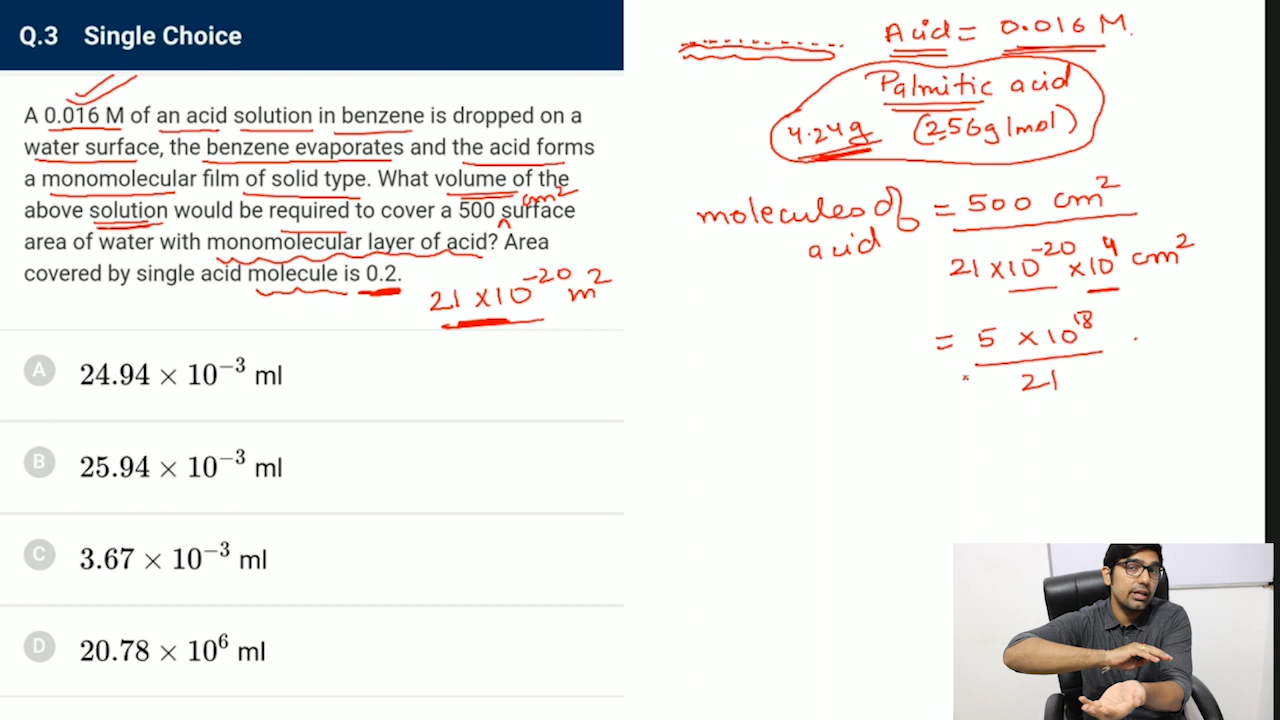 Q.3 Single Choice
A 0.016 M of an acid solution in benzene is dropped on a
water surface, the benzene evaporates and the acid forms
a monomolecular film of solid type. What volume of the
cm²
above solution would be required to cover a 500 surface
area of water with monomolecular layer of acid? Area
covered by single acid molecule is 0.2.
21 × 10⁻²⁰ m²
A 24.94 × 10⁻³ ml
B 25.94 × 10⁻³ ml
C 3.67 × 10⁻³ ml
D 20.78 × 10⁶ ml
Acid = 0.016 M.
Palmitic acid
4.24g (256g/mol)
molecules of acid = 500 cm²
21 × 10⁻²⁰ × 10⁴ cm²
= 5 × 10¹⁸
21